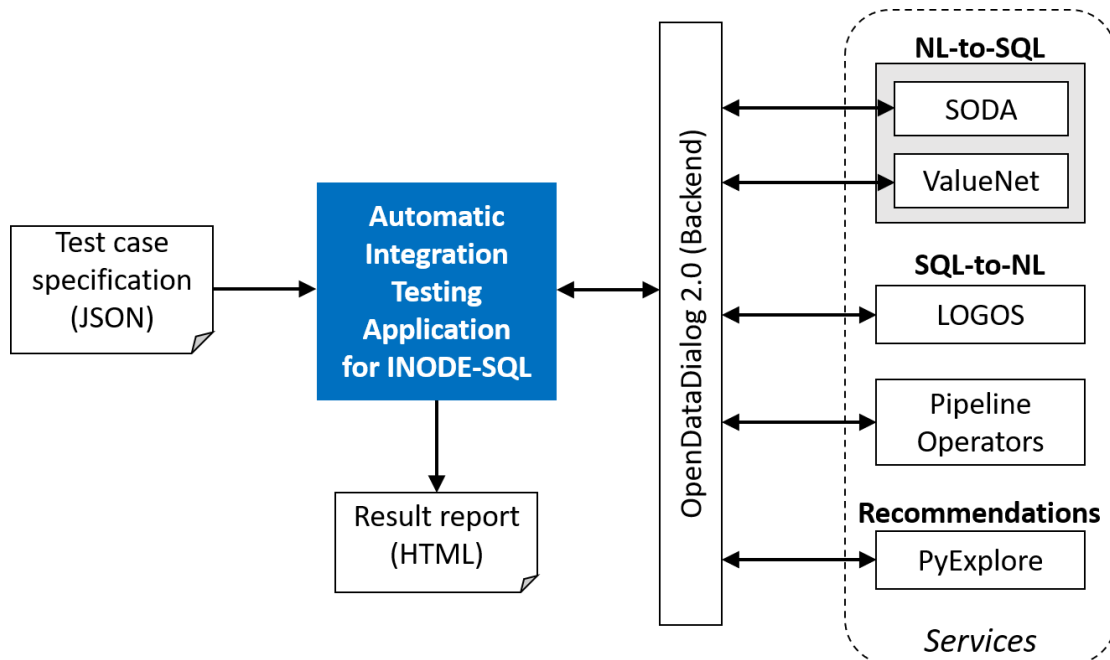 Test case
specification
(JSON)
Automatic
Integration
Testing
Application
for INODE-SQL
Result report
(HTML)
OpenDataDialog 2.0 (Backend)
NL-to-SQL
SODA
ValueNet
SQL-to-NL
LOGOS
Pipeline
Operators
Recommendations
PyExplore
Services